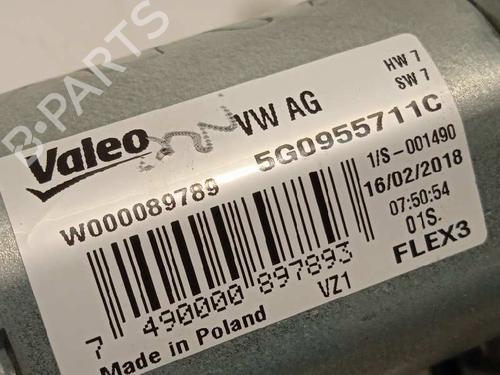 B-PARTS
Valeo
VW AG
HW 7
SW 7
W000089789
5G0955711C
1/S-001490
16/02/2018
07:50:54
01S.
FLEX3
7 490000 897893
VZ1
Made in Poland